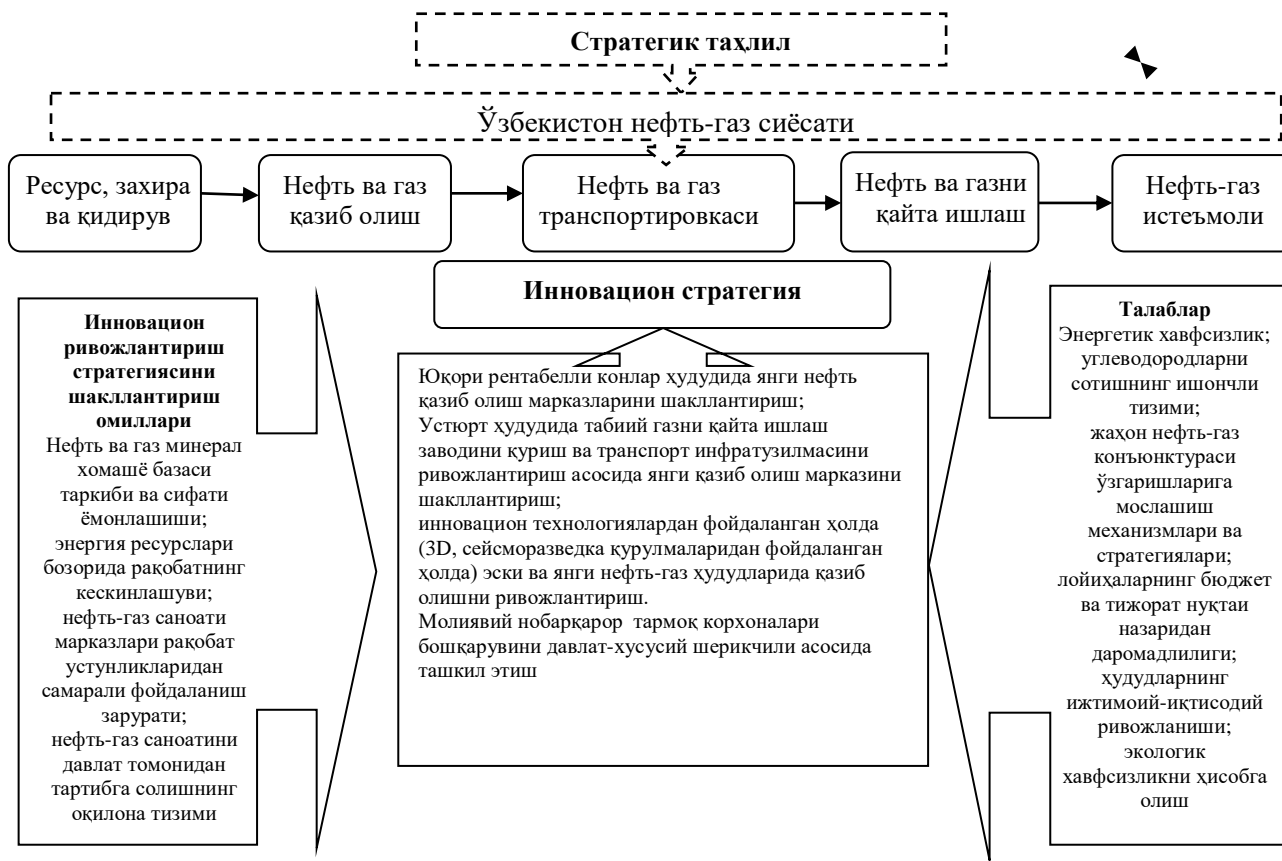 Стратегик таҳлил
Ўзбекистон нефть-газ сиёсати
Ресурс, захира
ва қидирув
Нефть ва газ
қазиб олиш
Нефть ва газ
транспортировкаси
Нефть ва газни
қайта ишлаш
Нефть-газ
истеъмоли
Инновацион
ривожлантириш
стратегиясини
шакллантириш
омиллари
Нефть ва газ минерал
хомашё базаси
таркиби ва сифати
ёмонлашиши;
энергия ресурслари
бозорида рақобатнинг
кескинлашуви;
нефть-газ саноати
марказлари рақобат
устунликларидан
самарали фойдаланиш
зарурати;
нефть-газ саноатини
давлат томонидан
тартибга солишнинг
оқилона тизими
Инновацион стратегия
Юқори рентабелли конлар ҳудудида янги нефть
қазиб олиш марказларини шакллантириш;
Устюрт ҳудудида табиий газни қайта ишлаш
заводини қуриш ва транспорт инфратузилмасини
ривожлантириш асосида янги қазиб олиш марказини
шакллантириш;
инновацион технологиялардан фойдаланган ҳолда
(3D, сейсморазведка қурулмаларидан фойдаланган
ҳолда) эски ва янги нефть-газ ҳудудларида қазиб
олишни ривожлантириш.
Молиявий нобарқарор тармоқ корхоналари
бошқарувини давлат-хусусий шерикчили асосида
ташкил этиш
Талаблар
Энергетик хавфсизлик;
углеводородларни
сотишнинг ишончли
тизими;
жаҳон нефть-газ
конъюнктураси
ўзгаришларига
мослашиш
механизмлари ва
стратегиялари;
лойиҳаларнинг бюджет
ва тижорат нуқтаи
назаридан
даромадлилиги;
ҳудудларнинг
ижтимоий-иқтисодий
ривожланиши;
экологик
хавфсизликни ҳисобга
олиш